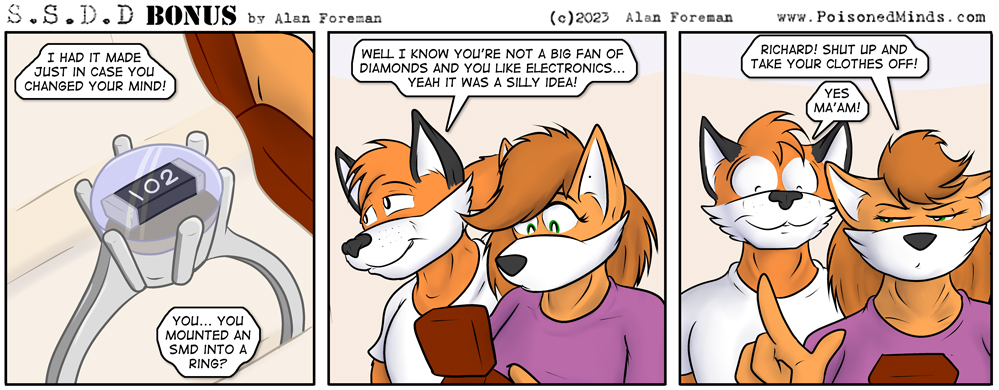 S.S.D.D BONUS by Alan Foreman (c)2023 Alan Foreman www.PoisonedMinds.com
I HAD IT MADE
JUST IN CASE YOU
CHANGED YOUR MIND!
102
YOU... YOU
MOUNTED AN
SMD INTO A
RING?
WELL I KNOW YOU'RE NOT A BIG FAN OF
DIAMONDS AND YOU LIKE ELECTRONICS...
YEAH IT WAS A SILLY IDEA!
RICHARD! SHUT UP AND
TAKE YOUR CLOTHES OFF!
YES
MA'AM!